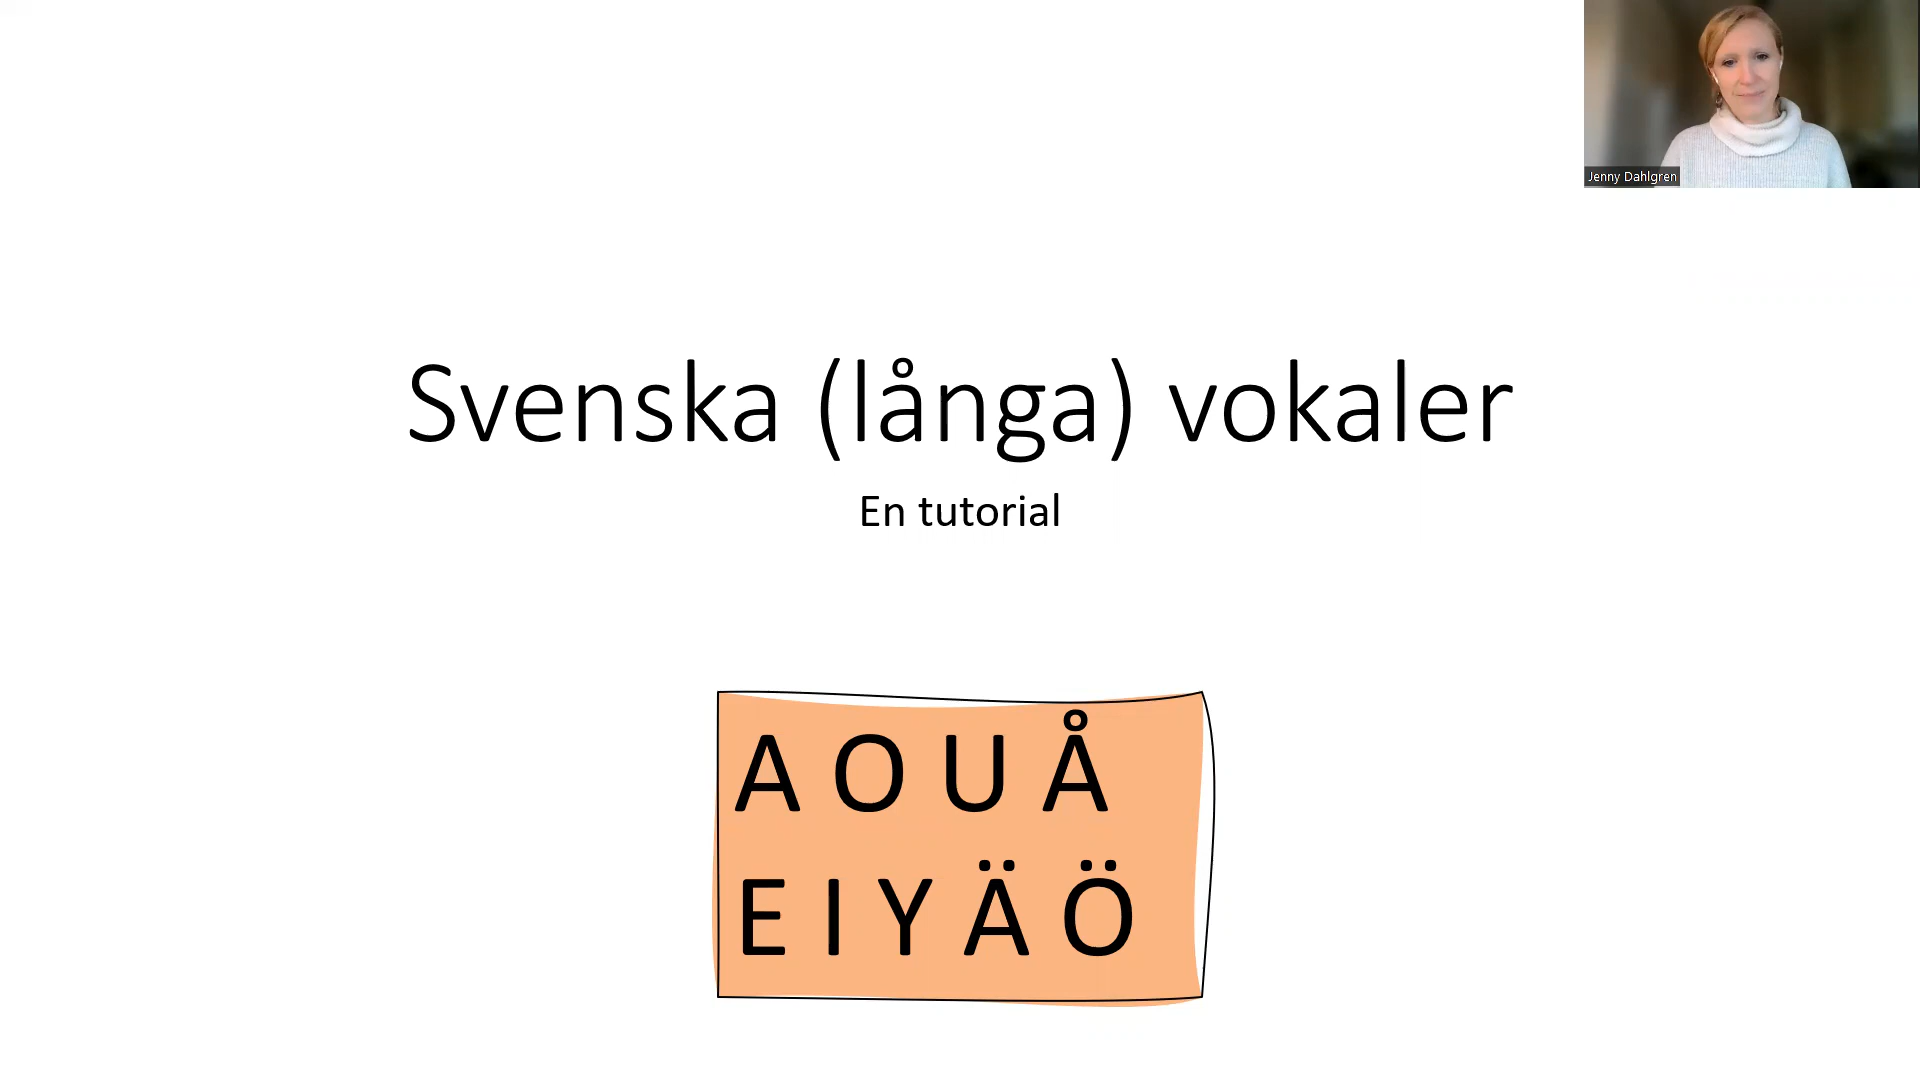 Jenny Dahlgren
Svenska (långa) vokaler
En tutorial
A O U Å
E I Y Ä Ö